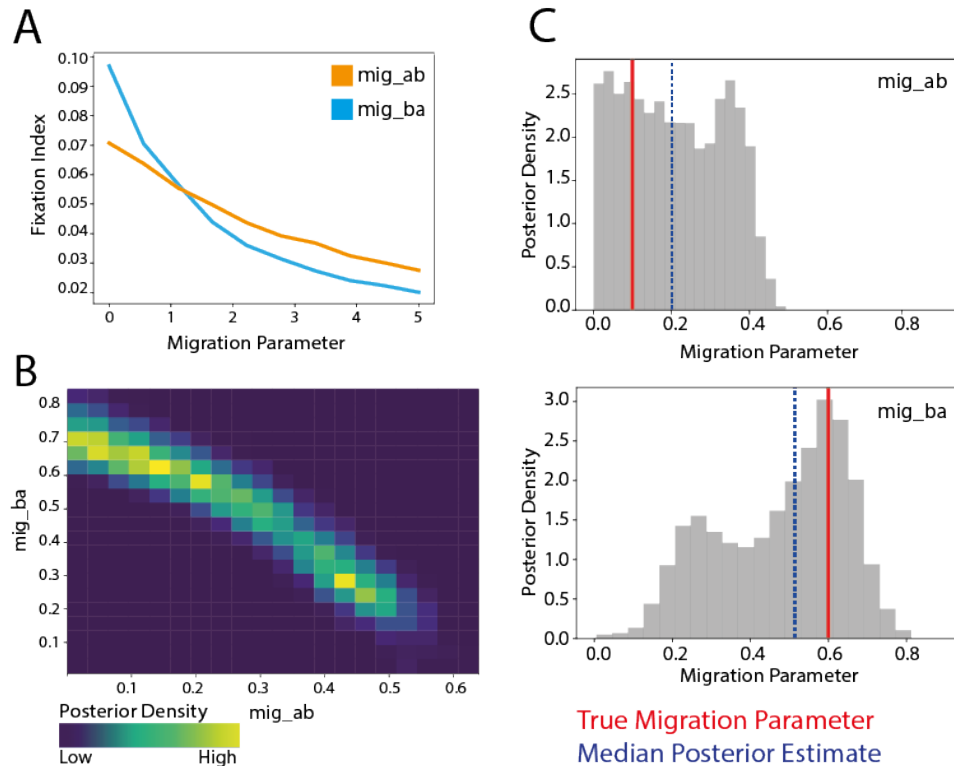 A
0.10
0.09
0.08
0.07
0.06
0.05
0.04
0.03
0.02
Fixation Index
mig_ab
mig_ba
0 1 2 3 4 5
Migration Parameter
B
0.8
0.7
0.6
0.5
0.4
0.3
0.2
0.1
mig_ba
0.1 0.2 0.3 0.4 0.5 0.6
mig_ab
Posterior Density
Low High
C
mig_ab
2.5
2.0
1.5
1.0
0.5
0.0
Posterior Density
0.0 0.2 0.4 0.6 0.8
Migration Parameter
mig_ba
3.0
2.5
2.0
1.5
1.0
0.5
0.0
Posterior Density
0.0 0.2 0.4 0.6 0.8
Migration Parameter
True Migration Parameter
Median Posterior Estimate